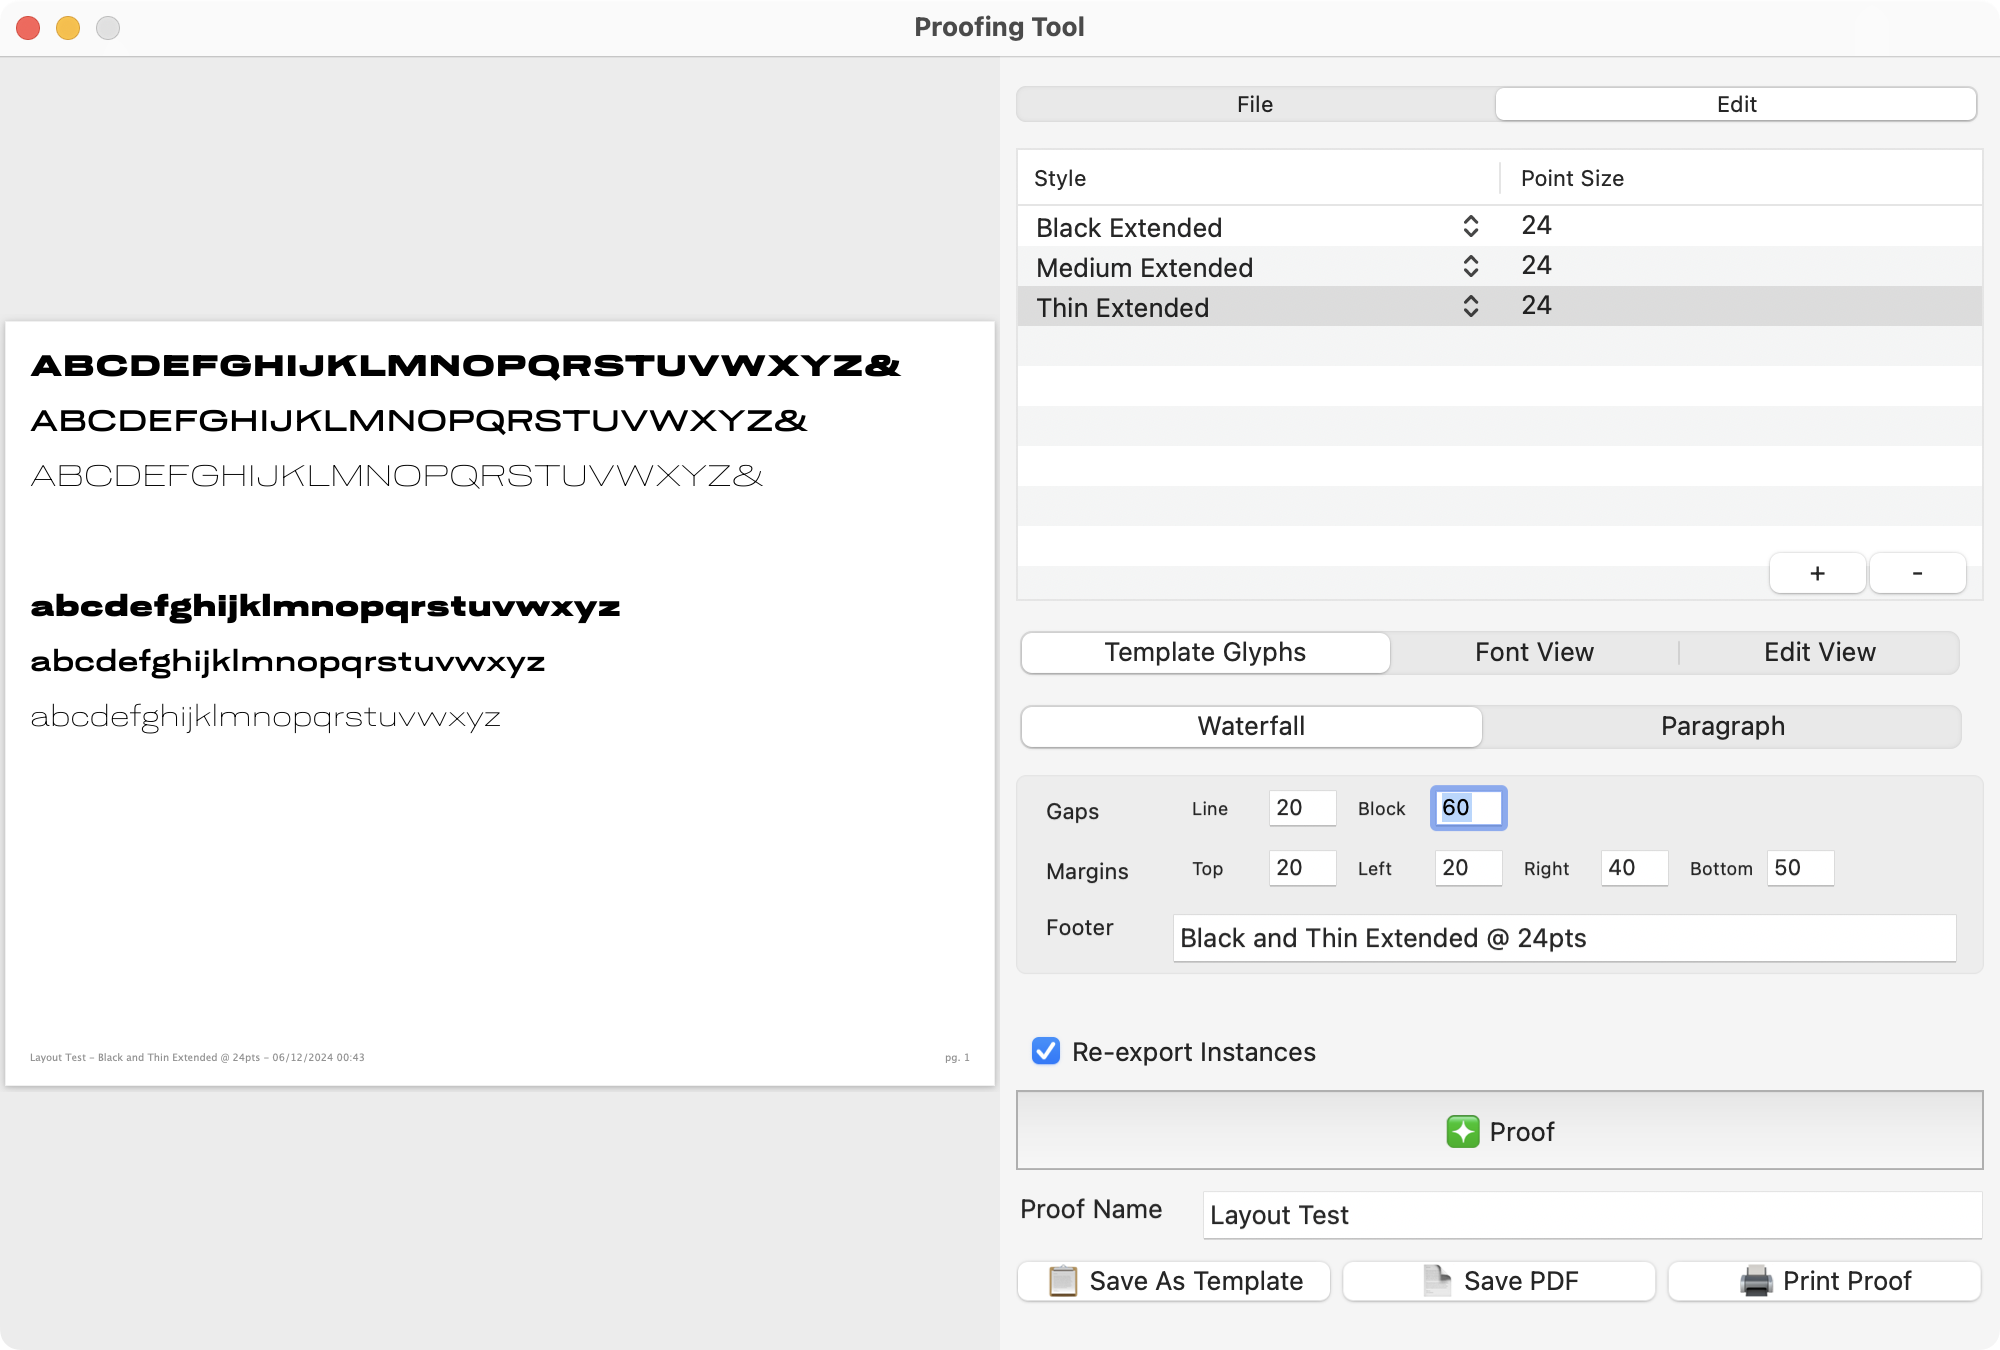 Proofing Tool
ABCDEFGHIJKLMNOPQRSTUVWXYZ&
ABCDEFGHIJKLMNOPQRSTUVWXYZ&
ABCDEFGHIJKLMNOPQRSTUVWXYZ&
abcdefghijklmnopqrstuvwxyz
abcdefghijklmnopqrstuvwxyz
abcdefghijklmnopqrstuvwxyz
Layout Test – Black and Thin Extended @ 24pts – 06/12/2024 00:43 pg. 1
File Edit
Style Point Size
Black Extended 24
Medium Extended 24
Thin Extended 24
+ -
Template Glyphs Font View Edit View
Waterfall Paragraph
Gaps Line 20 Block 60
Margins Top 20 Left 20 Right 40 Bottom 50
Footer Black and Thin Extended @ 24pts
Re-export Instances
Proof
Proof Name Layout Test
Save As Template Save PDF Print Proof